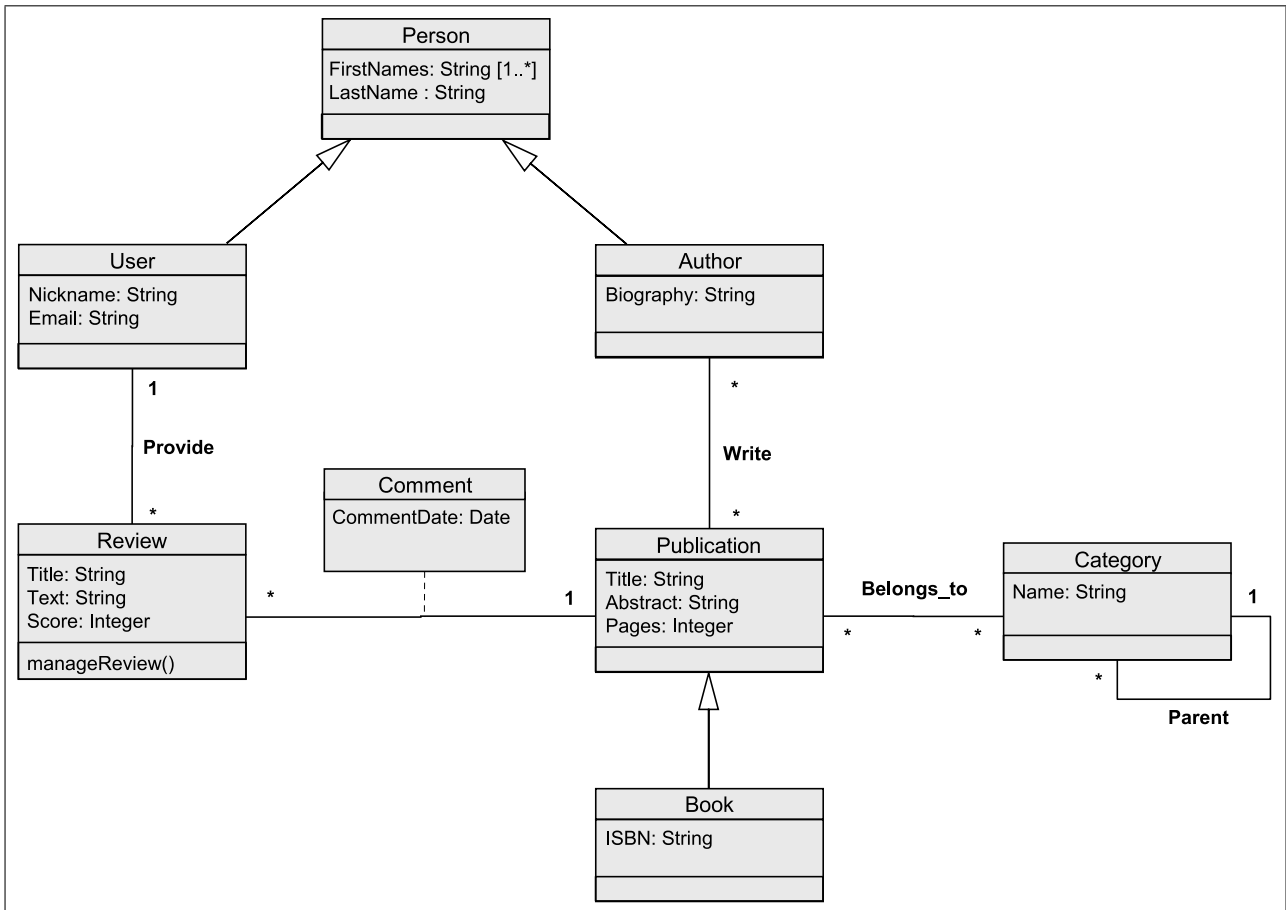 Person
FirstNames: String [1..*]
LastName : String
User
Nickname: String
Email: String
Author
Biography: String
1
*
Provide
Write
Comment
CommentDate: Date
*
*
Review
Title: String
Text: String
Score: Integer
manageReview()
*
1
Publication
Title: String
Abstract: String
Pages: Integer
Belongs_to
*
*
Category
Name: String
1
*
Parent
Book
ISBN: String